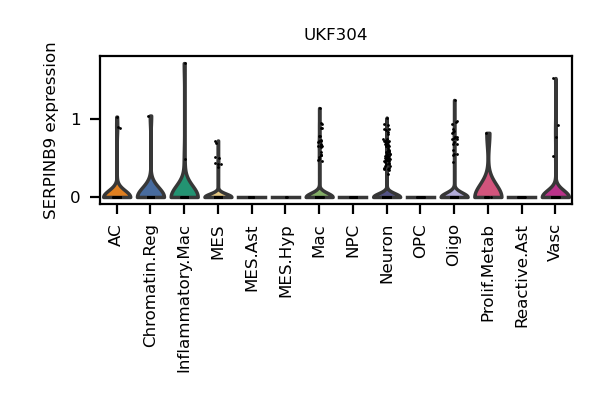 UKF304
SERPINB9 expression
1
0
AC
Chromatin.Reg
Inflammatory.Mac
MES
MES.Ast
MES.Hyp
Mac
NPC
Neuron
OPC
Oligo
Prolif.Metab
Reactive.Ast
Vasc